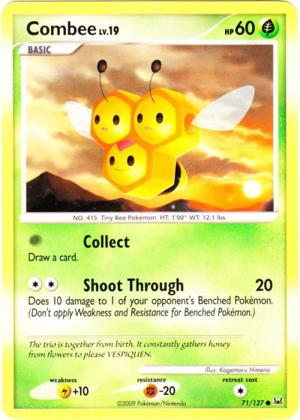 Combee LV.19 HP 60
BASIC
NO. 415 Tiny Bee Pokémon HT: 1'00" WT: 12.1 lbs.
Collect
Draw a card.
Shoot Through 20
Does 10 damage to 1 of your opponent's Benched Pokémon.
(Don't apply Weakness and Resistance for Benched Pokémon.)
The trio is together from birth. It constantly gathers honey
from flowers to please VESPIQUEN.
Illus. Kagemaru Himeno
weakness resistance retreat cost
+10 -20
©2009 Pokémon/Nintendo 71/127